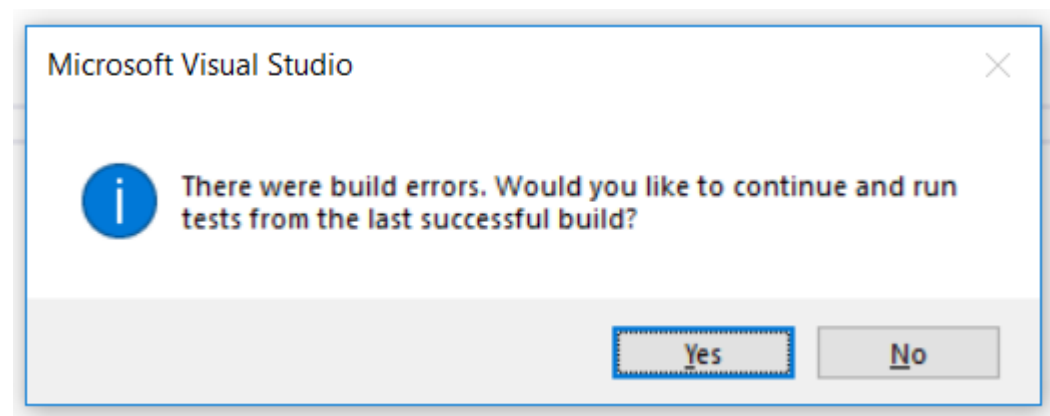 Microsoft Visual Studio
There were build errors. Would you like to continue and run
tests from the last successful build?
Yes
No